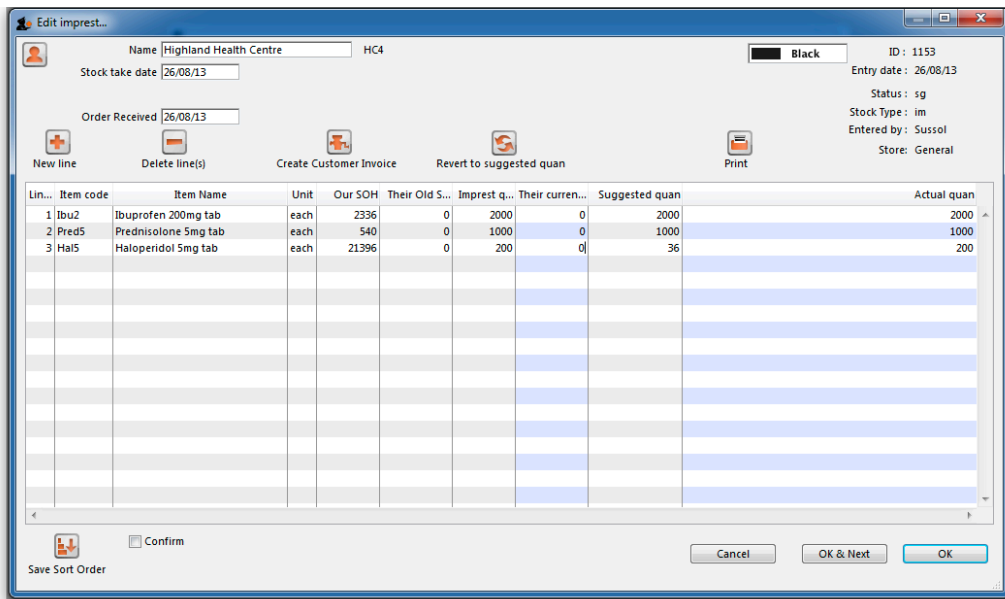 Edit imprest...
Name Highland Health Centre HC4 Black ID : 1153
Stock take date 26/08/13 Entry date : 26/08/13
Status : sg
Order Received 26/08/13 Stock Type : im
Entered by : Sussol
Store: General
New line Delete line(s) Create Customer Invoice Revert to suggested quan Print
Lin... Item code Item Name Unit Our SOH Their Old S... Imprest q... Their curren... Suggested quan Actual quan
1 Ibu2 Ibuprofen 200mg tab each 2336 0 2000 0 2000 2000
2 Pred5 Prednisolone 5mg tab each 540 0 1000 0 1000 1000
3 Hal5 Haloperidol 5mg tab each 21396 0 200 0 36 200
Confirm
Cancel OK & Next OK
Save Sort Order